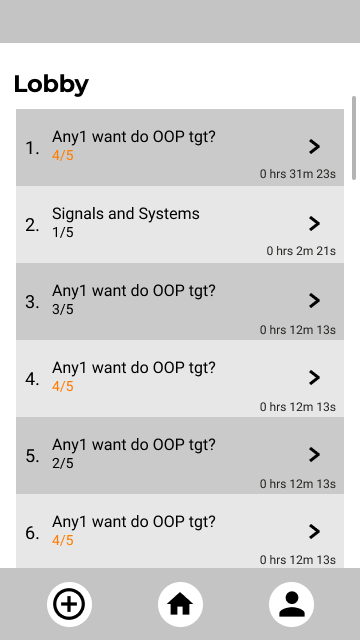 Lobby
1. Any1 want do OOP tgt?
4/5
0 hrs 31m 23s
2. Signals and Systems
1/5
0 hrs 2m 21s
3. Any1 want do OOP tgt?
3/5
0 hrs 12m 13s
4. Any1 want do OOP tgt?
4/5
0 hrs 12m 13s
5. Any1 want do OOP tgt?
2/5
0 hrs 12m 13s
6. Any1 want do OOP tgt?
4/5
0 hrs 12m 13s